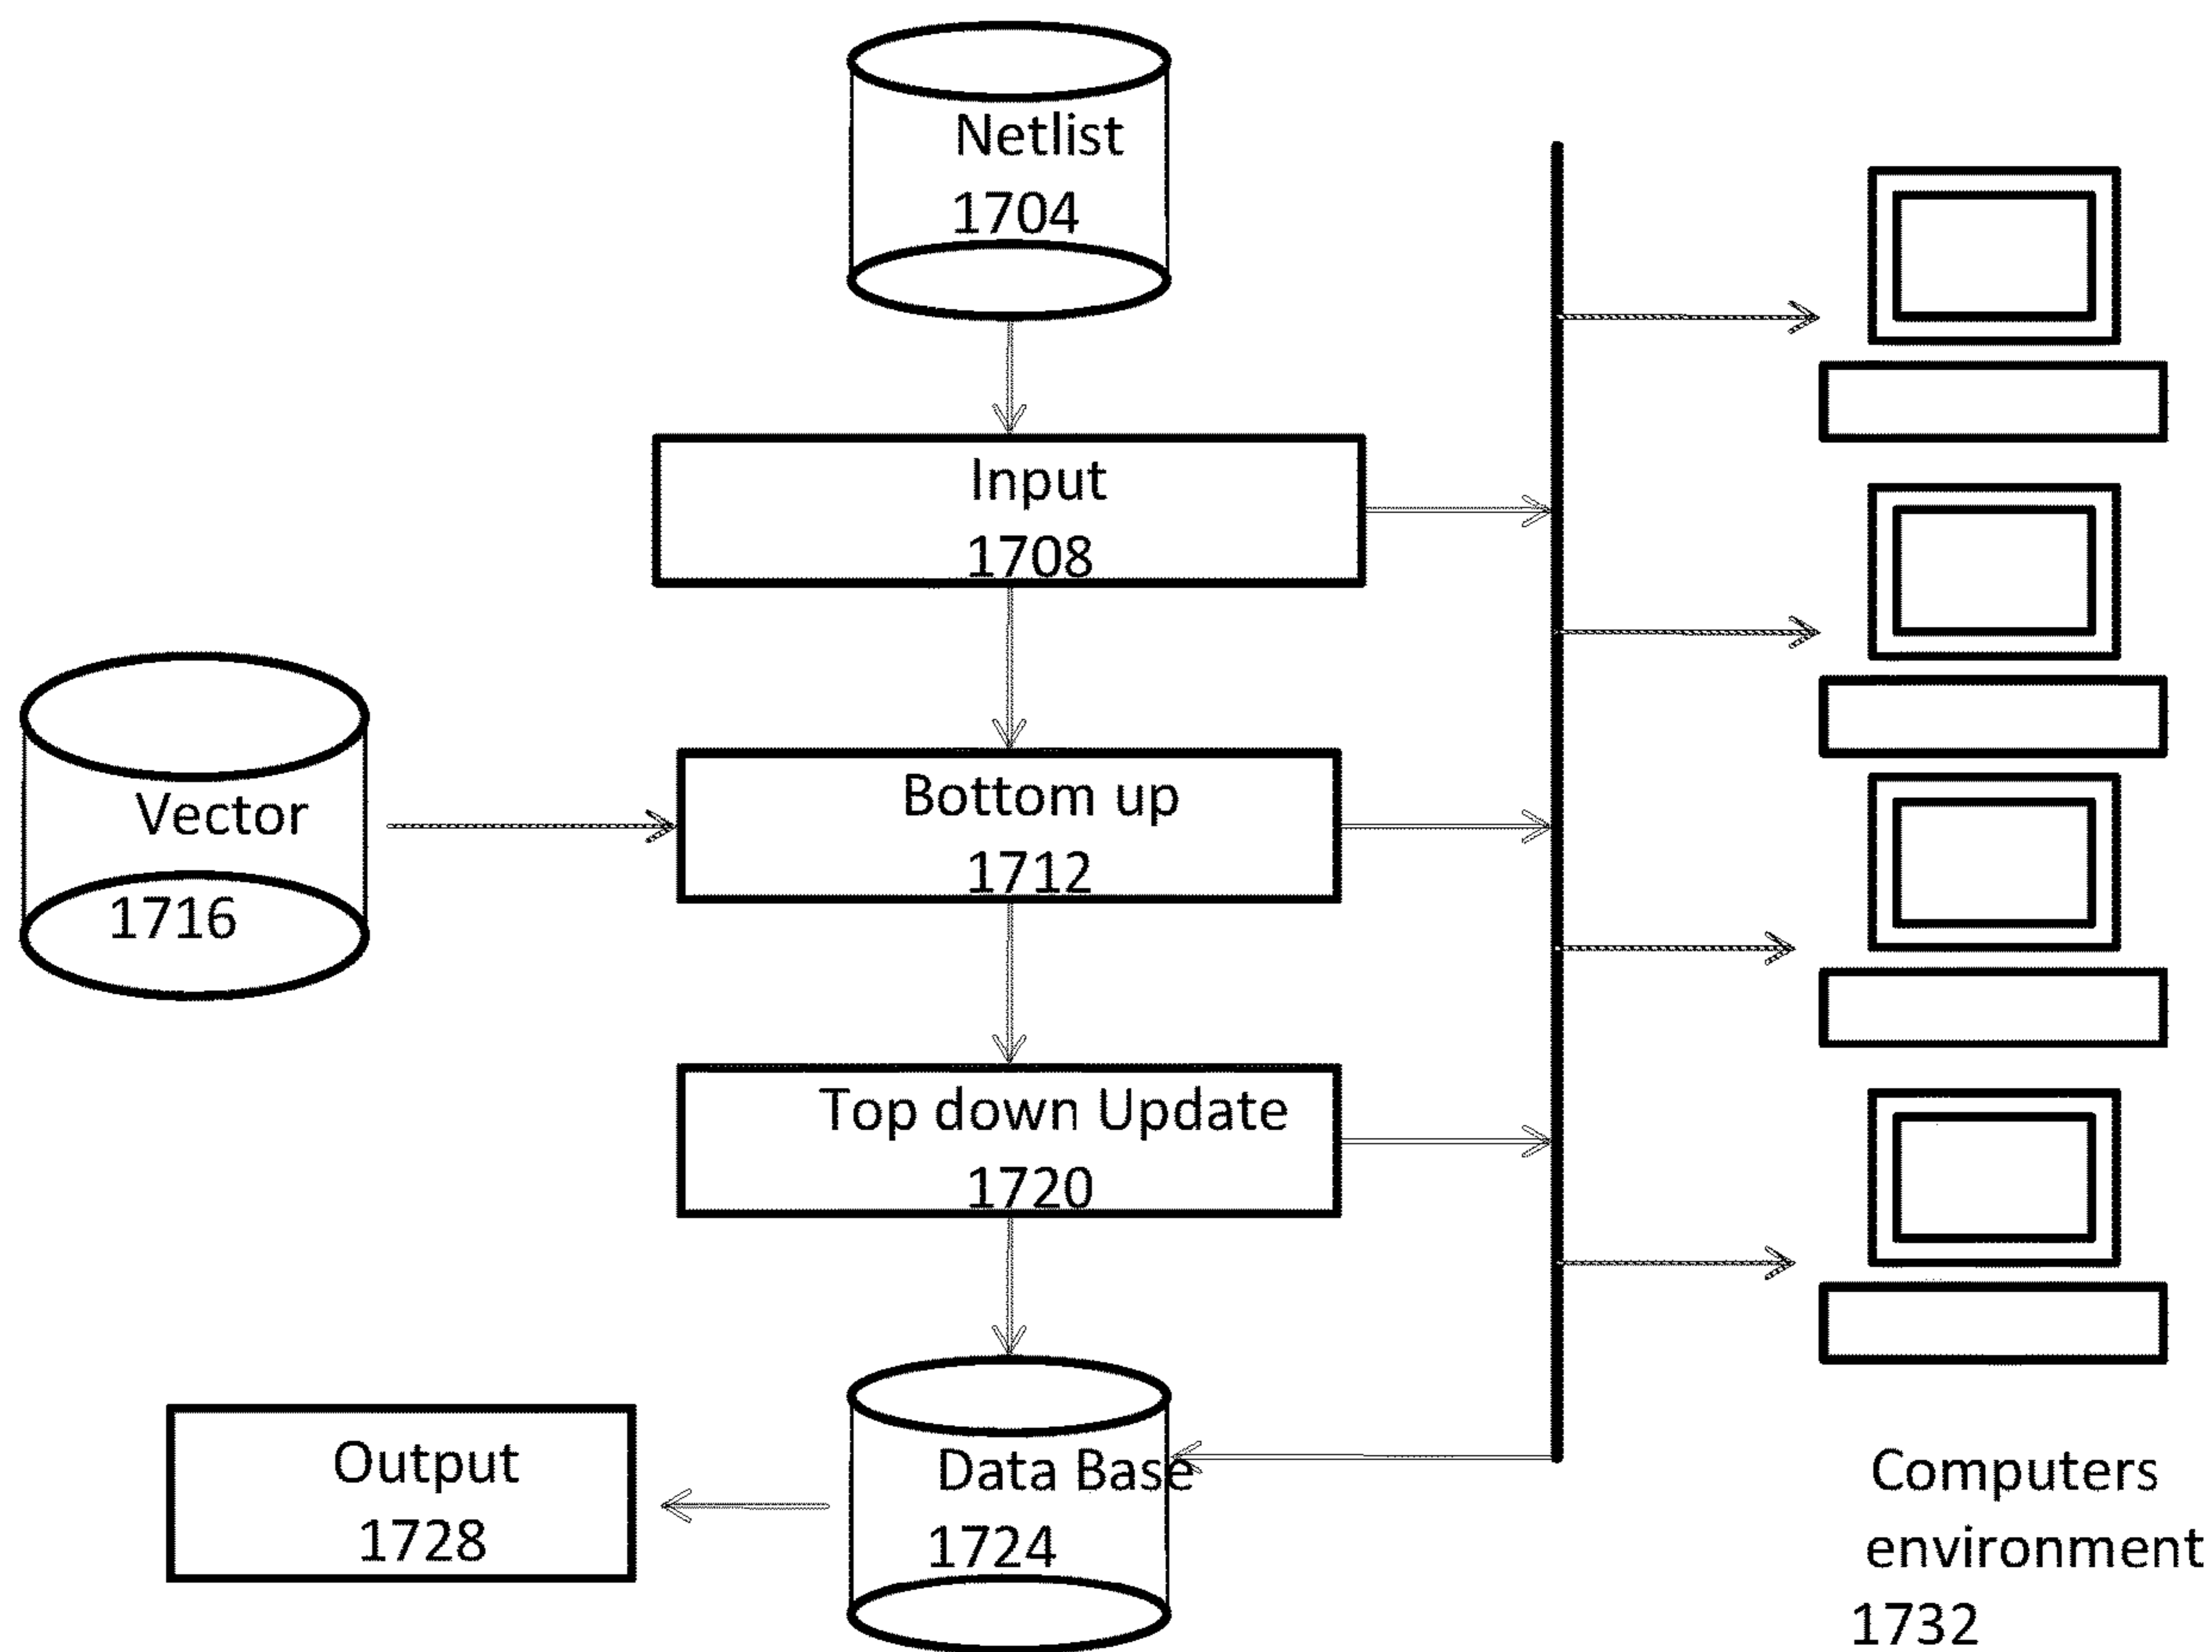 Netlist
1704
Input
1708
Vector
1716
Bottom up
1712
Top down Update
1720
Output
1728
Data Base
1724
Computers
environment
1732